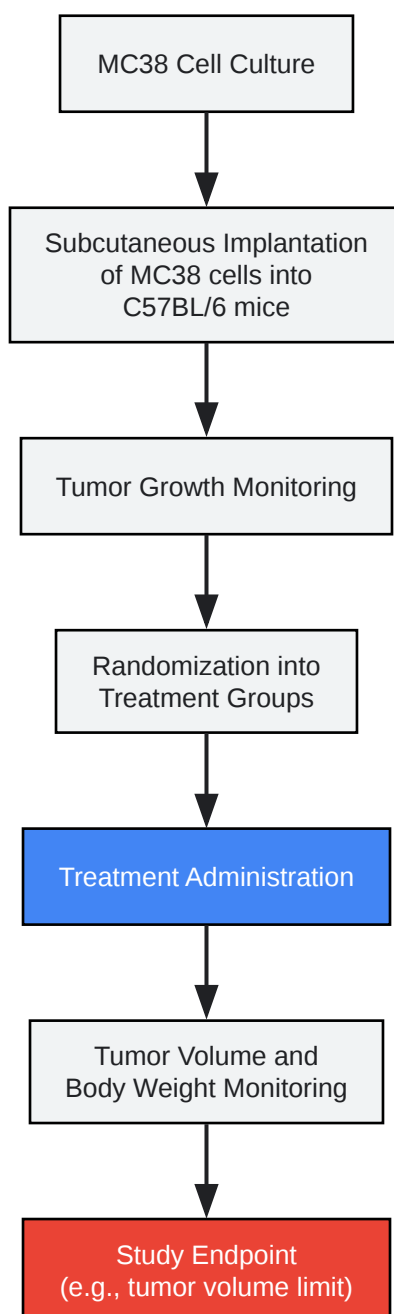 MC38 Cell Culture
Subcutaneous Implantation
of MC38 cells into
C57BL/6 mice
Tumor Growth Monitoring
Randomization into
Treatment Groups
Treatment Administration
Tumor Volume and
Body Weight Monitoring
Study Endpoint
(e.g., tumor volume limit)